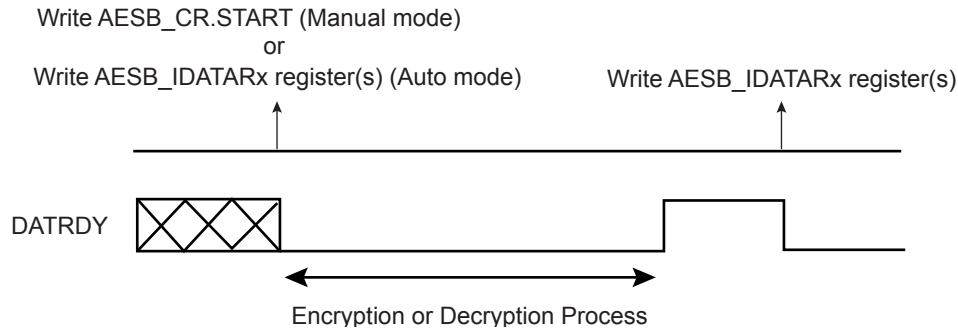 Write AESB_CR.START (Manual mode)
or
Write AESB_IDATARx register(s) (Auto mode)
Write AESB_IDATARx register(s)
DATRDY
Encryption or Decryption Process